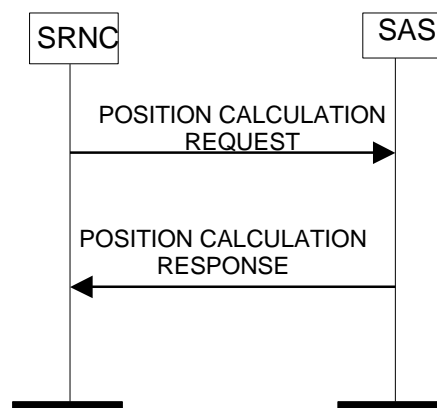 SRNC
SAS
POSITION CALCULATION
REQUEST
POSITION CALCULATION
RESPONSE